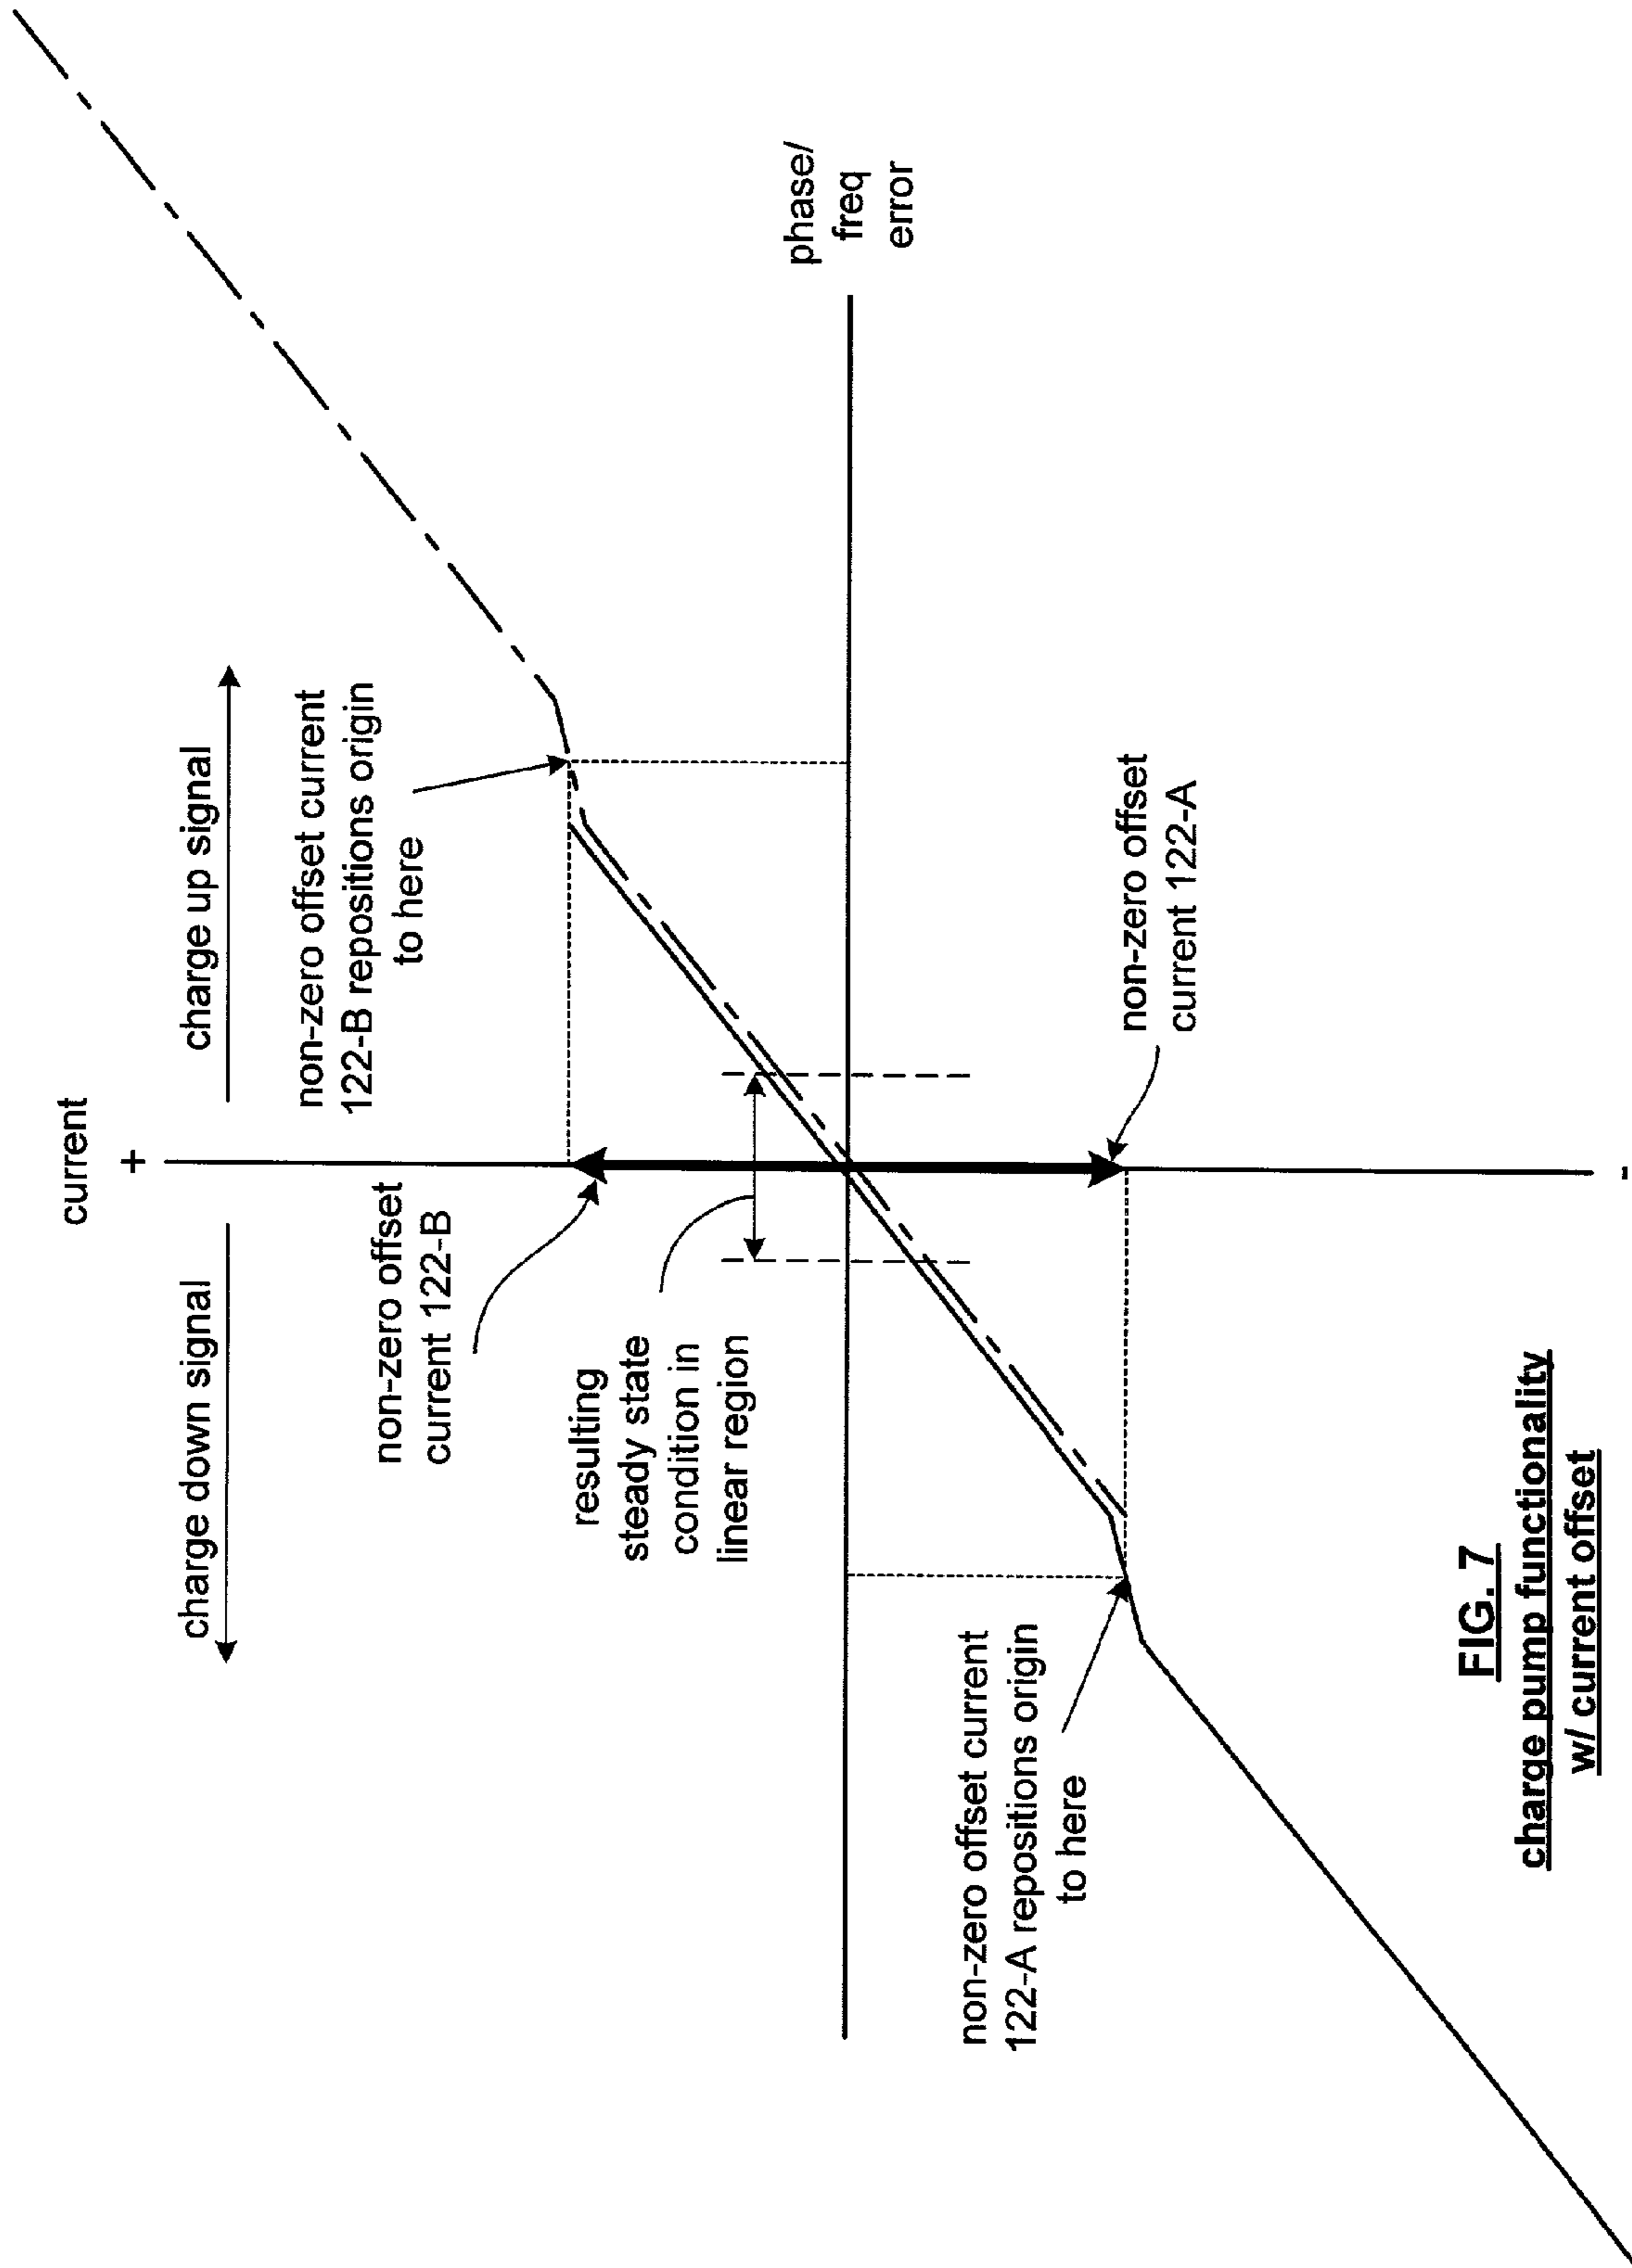 current
+
charge down signal
charge up signal
non-zero offset
current 122-B
non-zero offset current
122-B repositions origin
to here
resulting
steady state
condition in
linear region
phase/
freq
error
non-zero offset current
122-A repositions origin
to here
non-zero offset
current 122-A
-
FIG. 7
charge pump functionality
w/ current offset